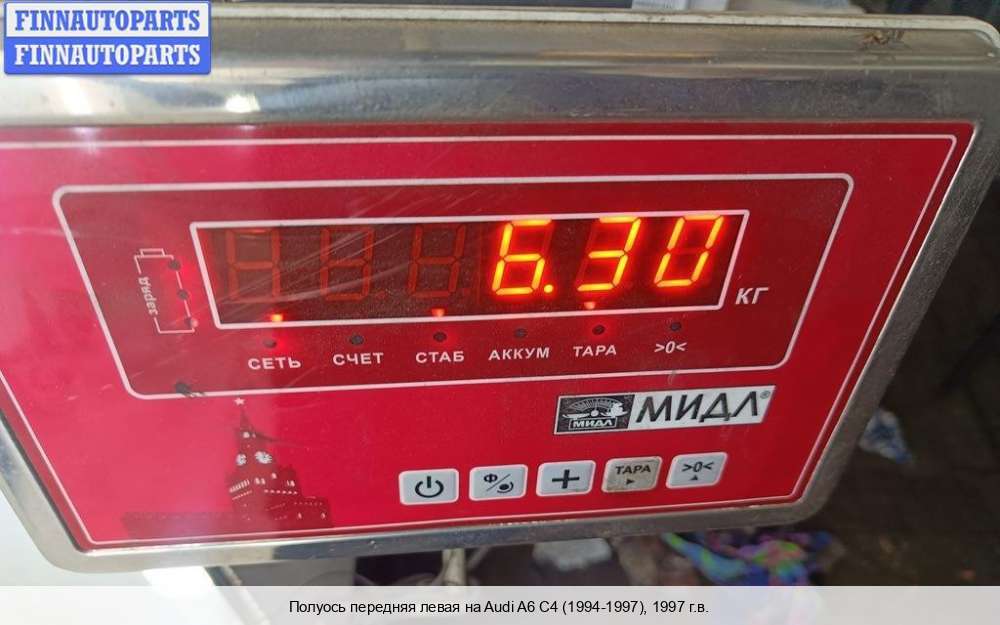 FINNAUTOPARTS
FINNAUTOPARTS
6.30
КГ
заряд
СЕТЬ СЧЕТ СТАБ АККУМ ТАРА >0<
МИДЛ МИДЛ®
Ф ТАРА >0<
Полуось передняя левая на Audi A6 C4 (1994-1997), 1997 г.в.